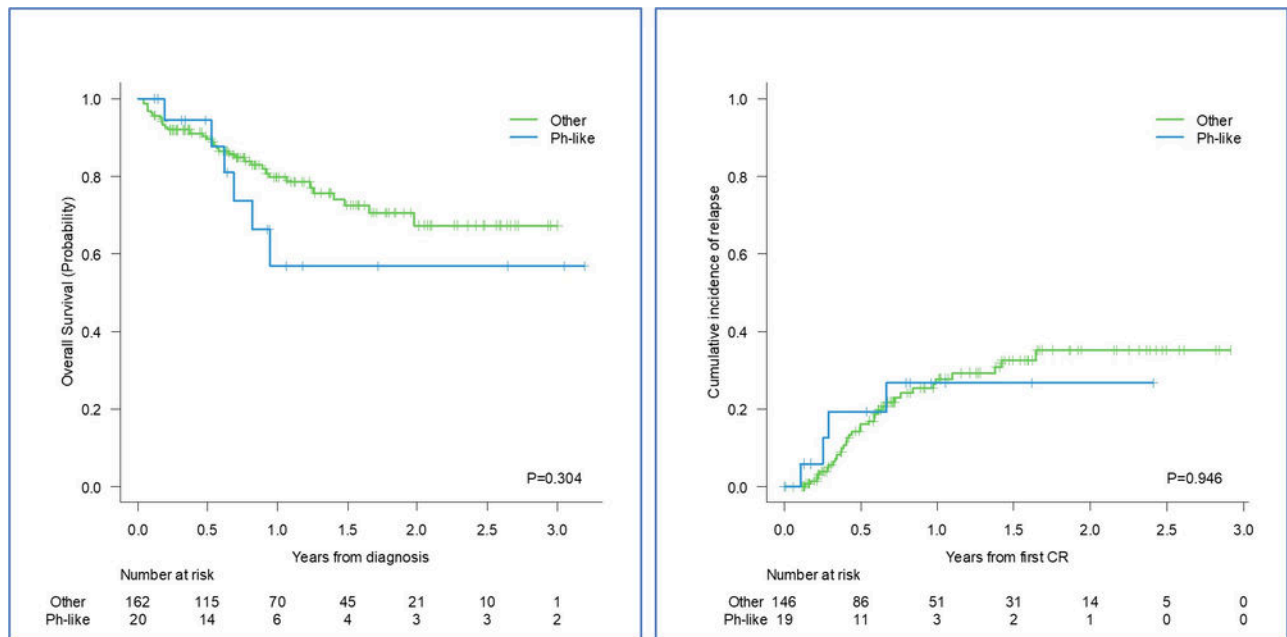 Overall Survival (Probability)
1.0
0.8
0.6
0.4
0.2
0.0
Other
Ph-like
P=0.304
0.0 0.5 1.0 1.5 2.0 2.5 3.0
Years from diagnosis
Number at risk
Other 162 115 70 45 21 10 1
Ph-like 20 14 6 4 3 3 2
Cumulative incidence of relapse
1.0
0.8
0.6
0.4
0.2
0.0
Other
Ph-like
P=0.946
0.0 0.5 1.0 1.5 2.0 2.5 3.0
Years from first CR
Number at risk
Other 146 86 51 31 14 5 0
Ph-like 19 11 3 2 1 0 0